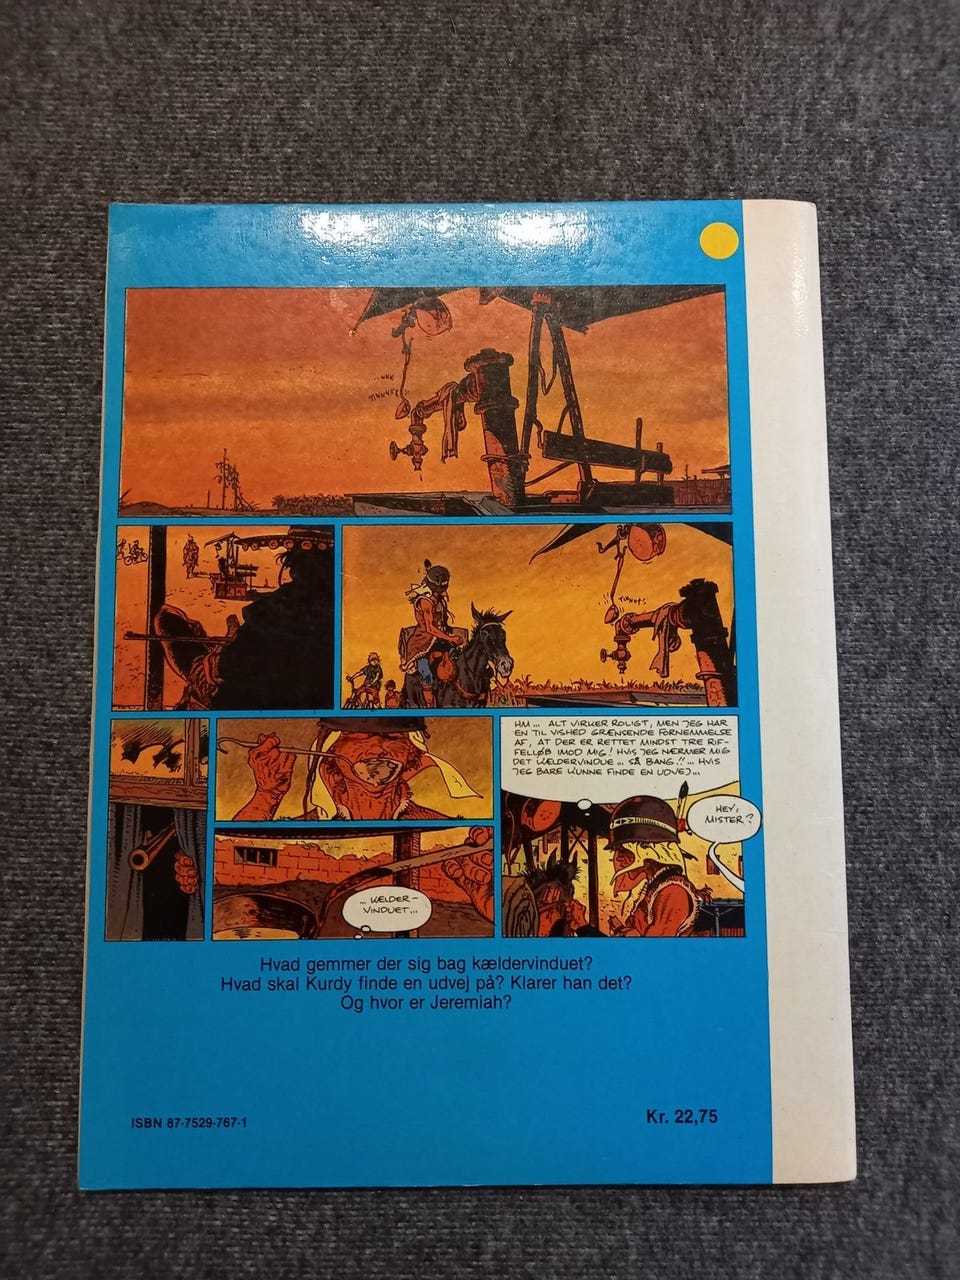 TINNNK!!
TINNNK!!
HM... ALT VIRKER ROLIGT, MEN JEG HAR
EN TIL VISHED GRÆNSENDE FORNEMMELSE
AF, AT DER ER RETTET MINDST TRE RIF-
FELLØB IMOD MIG! HVIS JEG NÆRMER MIG
DET KÆLDERVINDUE... SÅ BANG!!... HVIS
JEG BARE KUNNE FINDE EN UDVEJ...
HEY,
MISTER?
... KÆLDER-
VINDUET...
Hvad gemmer der sig bag kældervinduet?
Hvad skal Kurdy finde en udvej på? Klarer han det?
Og hvor er Jeremiah?
ISBN 87-7529-767-1
Kr. 22,75